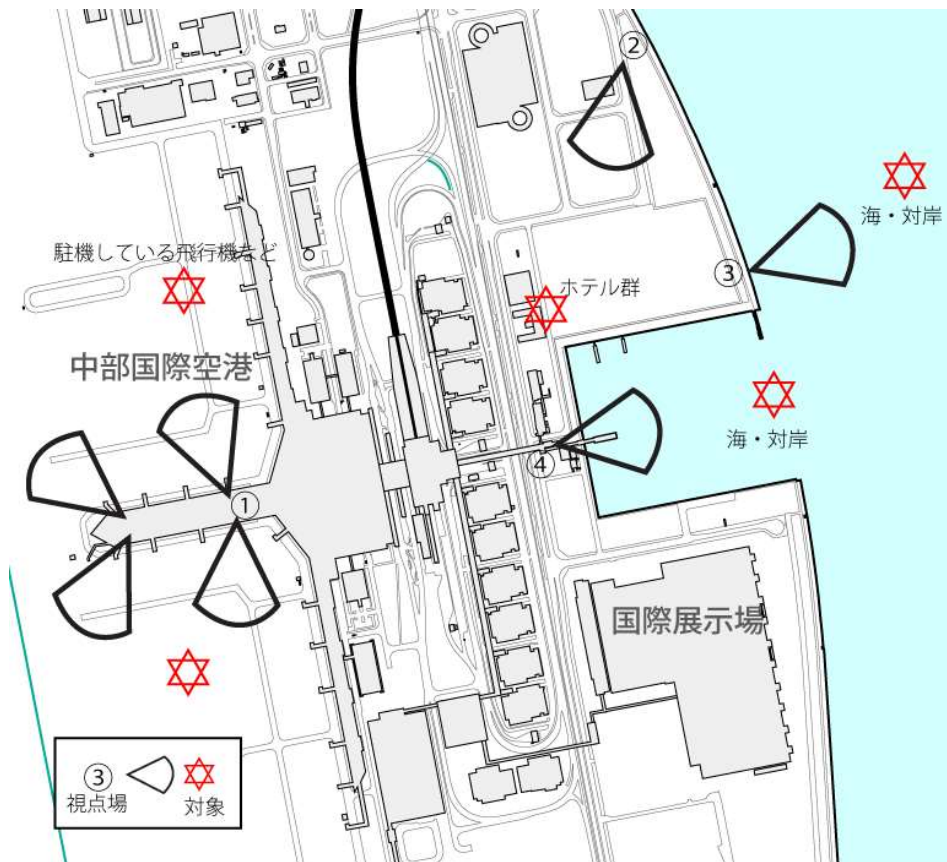 ②
海・対岸
駐機している飛行機など
③
ホテル群
中部国際空港
海・対岸
④
①
国際展示場
③
視点場
対象